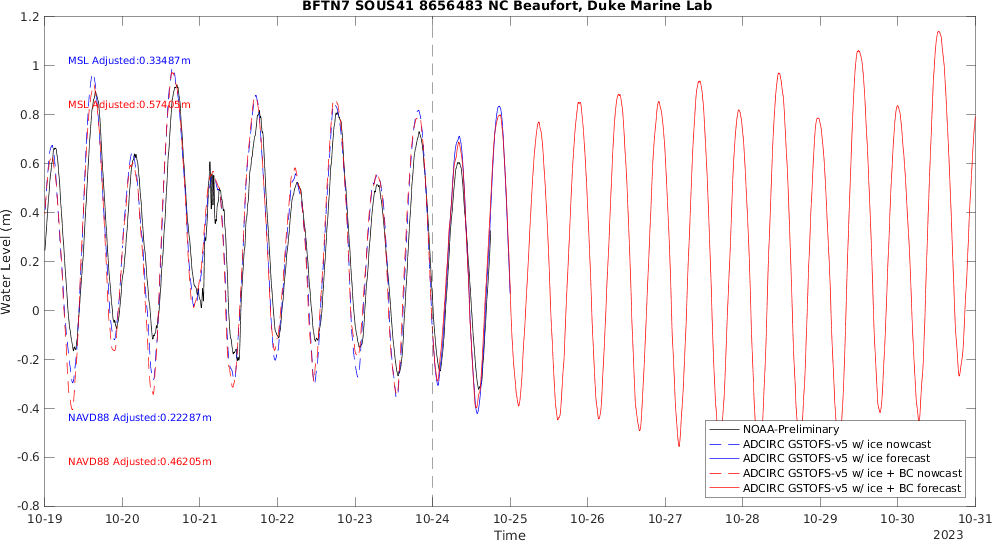 BFTN7 SOUS41 8656483 NC Beaufort, Duke Marine Lab
1.2
1
0.8
0.6
0.4
0.2
0
-0.2
-0.4
-0.6
-0.8
Water Level (m)
MSL Adjusted:0.33487m
MSL Adjusted:0.57405m
NAVD88 Adjusted:0.22287m
NAVD88 Adjusted:0.46205m
NOAA-Preliminary
ADCIRC GSTOFS-v5 w/ ice nowcast
ADCIRC GSTOFS-v5 w/ ice forecast
ADCIRC GSTOFS-v5 w/ ice + BC nowcast
ADCIRC GSTOFS-v5 w/ ice + BC forecast
10-19 10-20 10-21 10-22 10-23 10-24 10-25 10-26 10-27 10-28 10-29 10-30 10-31
Time
2023